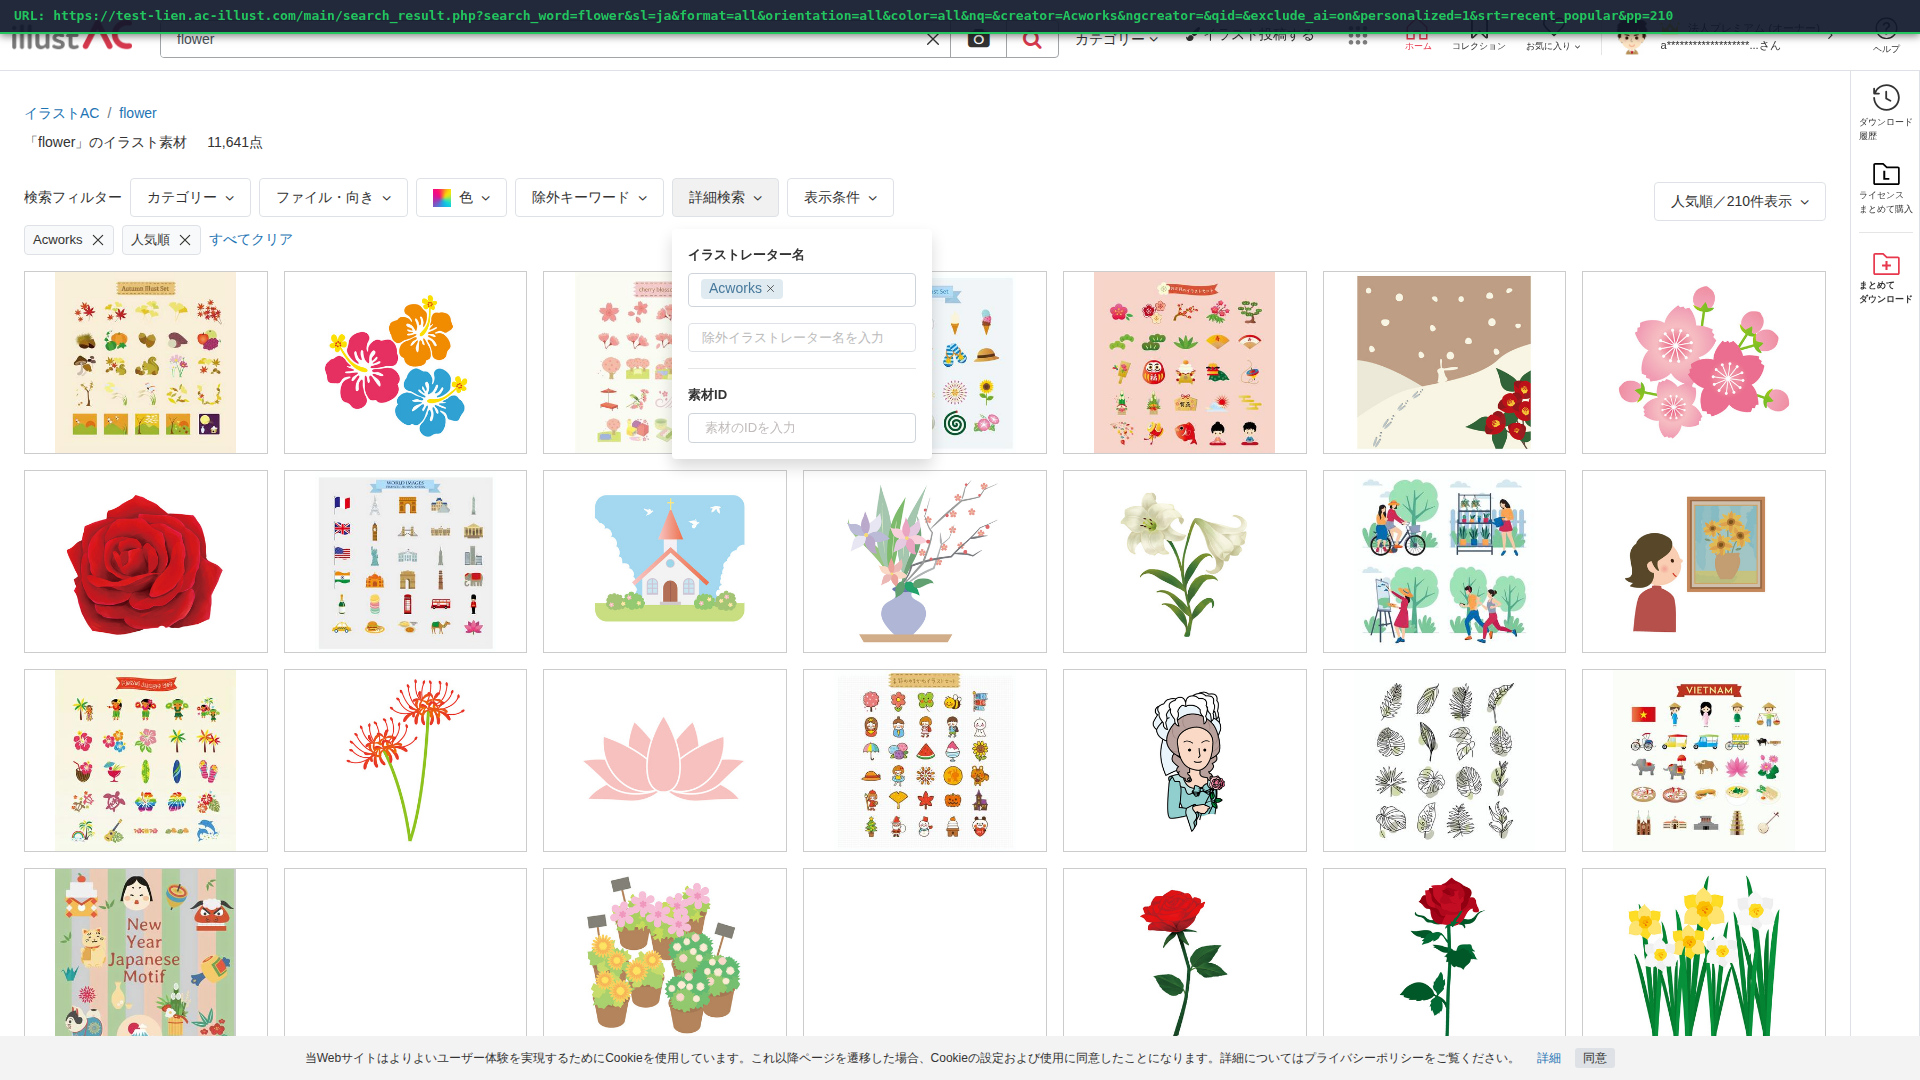 URL: https://test-lien.ac-illust.com/main/search_result.php?search_word=flower&sl=ja&format=all&orientation=all&color=all&nq=&creator=Acworks&ngcreator=&qid=&exclude_ai=on&personalized=1&srt=recent_popular&pp=210
illust AC
flower
カテゴリー
イラスト投稿する
ホーム
コレクション
お気に入り
a*******************...さん
ヘルプ
イラストAC / flower
「flower」のイラスト素材 11,641点
検索フィルター
カテゴリー
ファイル・向き
色
除外キーワード
詳細検索
表示条件
人気順／210件表示
Acworks
人気順
すべてクリア
イラストレーター名
Acworks
除外イラストレーター名を入力
素材ID
素材のIDを入力
ダウンロード
履歴
ライセンス
まとめて購入
まとめて
ダウンロード
Autumn Illust Set
cherry bloss
WORLD IMAGES
VIETNAM
New
Year
Japanese
Motif
当Webサイトはよりよいユーザー体験を実現するためにCookieを使用しています。これ以降ページを遷移した場合、Cookieの設定および使用に同意したことになります。詳細についてはプライバシーポリシーをご覧ください。
詳細
同意